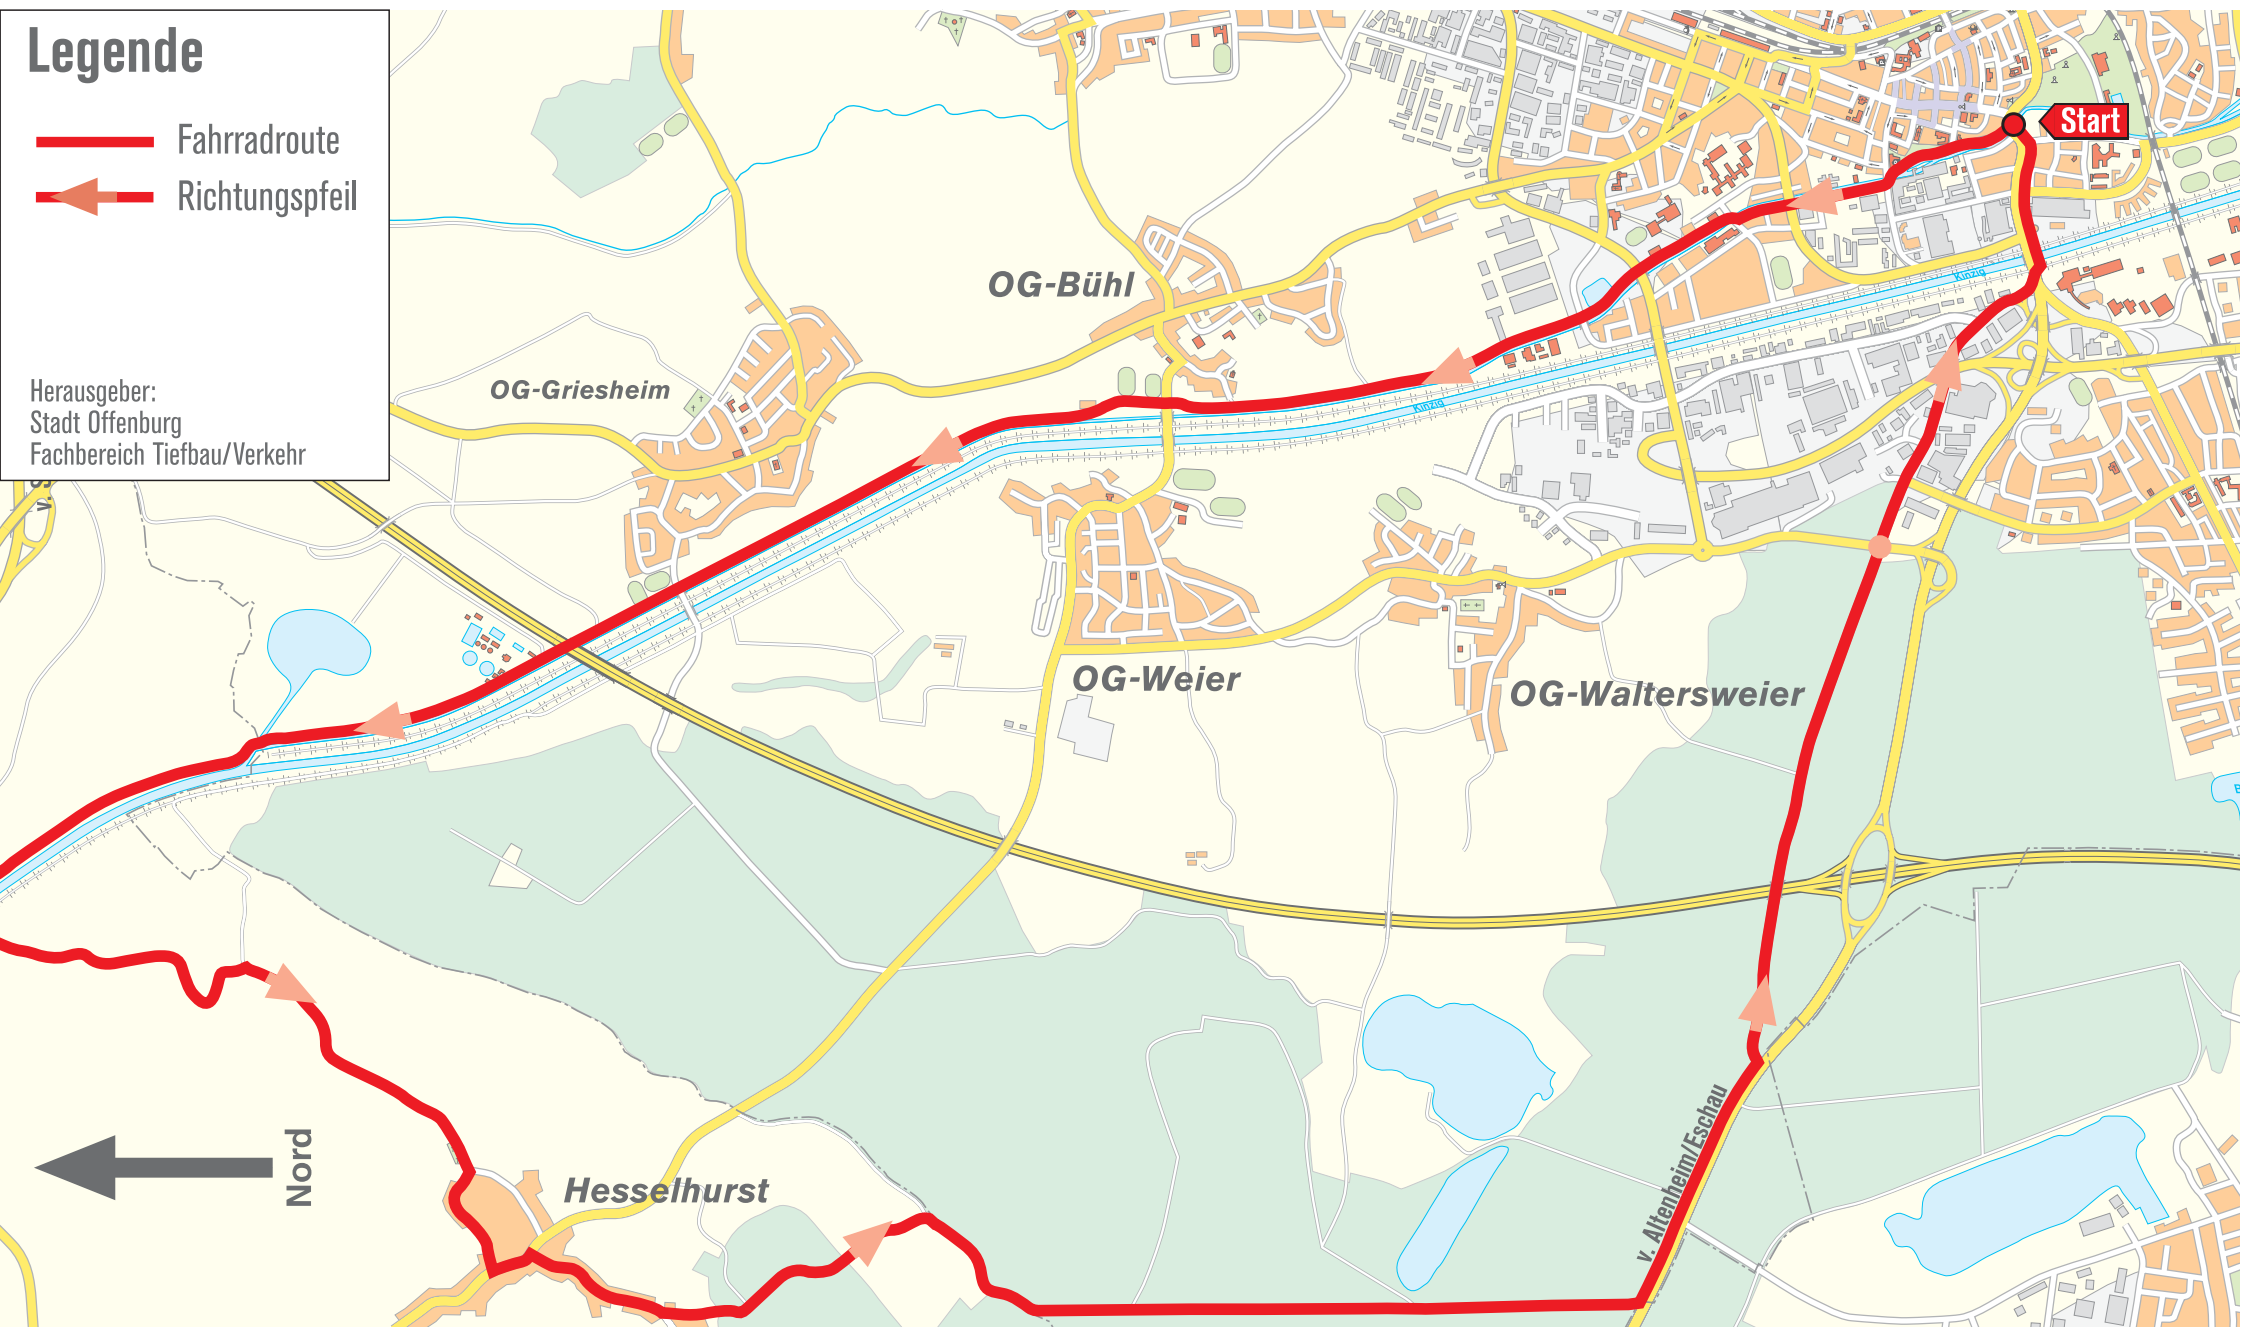 Legende
Fahrradroute
Richtungspfeil
Herausgeber:
Stadt Offenburg
Fachbereich Tiefbau/Verkehr
Start
Kinzig
OG-Bühl
OG-Griesheim
Kinzig
OG-Weier
OG-Waltersweier
v. Altenheim/Eschau
Nord
Hesselhurst